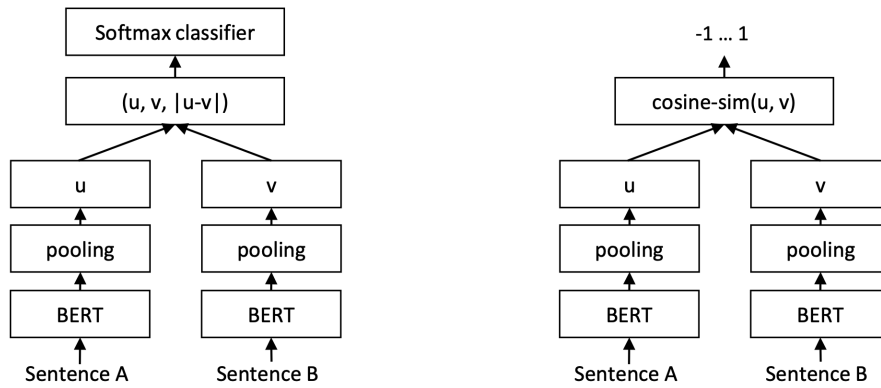 Softmax classifier
(u, v, |u-v|)
u
v
pooling
pooling
BERT
BERT
Sentence A
Sentence B
-1 … 1
cosine-sim(u, v)
u
v
pooling
pooling
BERT
BERT
Sentence A
Sentence B